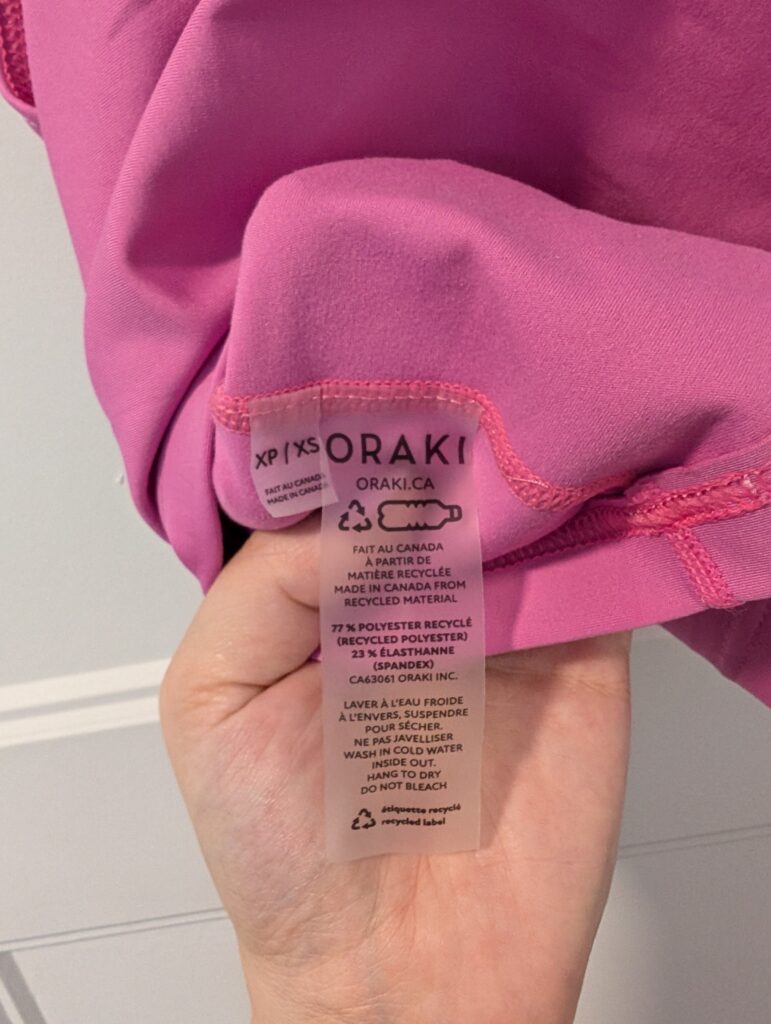 XP / XS
FAIT AU CANADA
MADE IN CANADA
ORAKI
ORAKI.CA
FAIT AU CANADA
À PARTIR DE
MATIÈRE RECYCLÉE
MADE IN CANADA FROM
RECYCLED MATERIAL
77 % POLYESTER RECYCLÉ
(RECYCLED POLYESTER)
23 % ÉLASTHANNE
(SPANDEX)
CA63061 ORAKI INC.
LAVER À L'EAU FROIDE
À L'ENVERS, SUSPENDRE
POUR SÉCHER.
NE PAS JAVELLISER
WASH IN COLD WATER
INSIDE OUT.
HANG TO DRY
DO NOT BLEACH
étiquette recyclé
recycled label